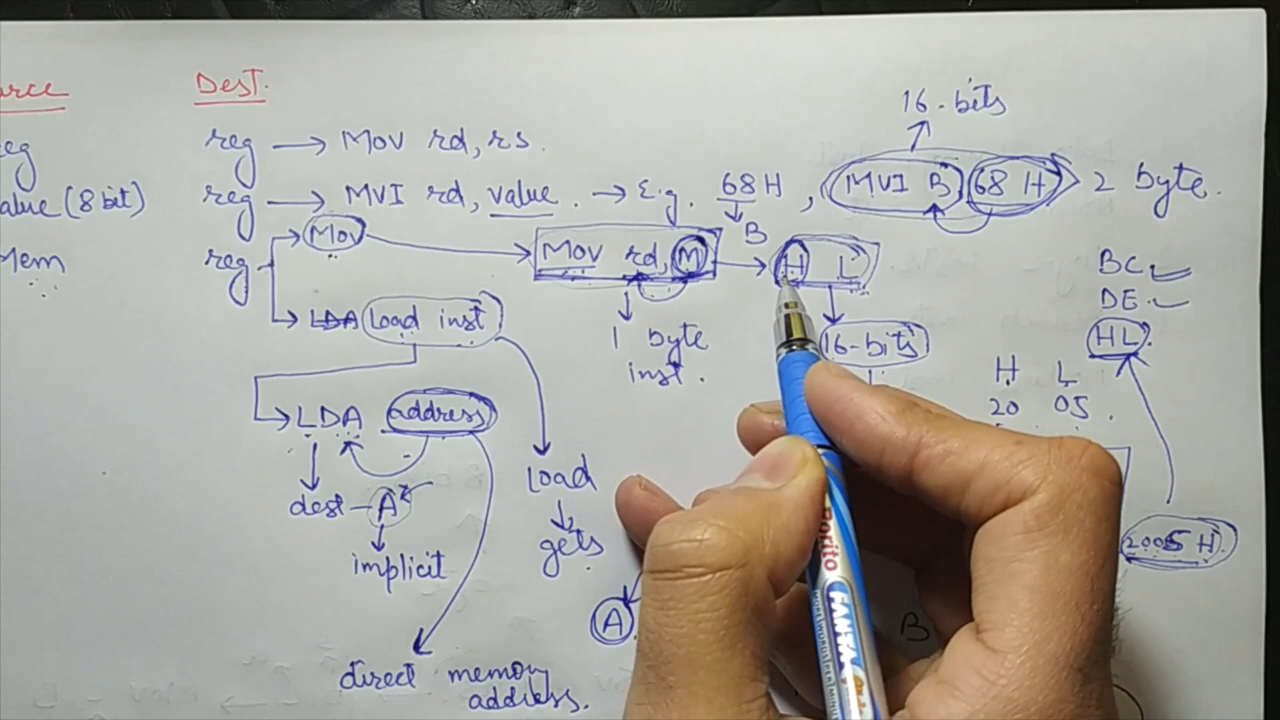 Dest.
reg → Mov rd, rs.
16-bits
value (8 bit) reg → MVI rd, value. → Eg. 68H, MVI B 68 H 2 byte.
B
Mem reg Mov → Mov rd, M → H L
BC
DE
HL
LDA Load inst
1 byte
inst.
16-bits
H L
20 05
LDA address
dest - A
Load
gets
implicit
2005 H
A
B
direct memory
address.